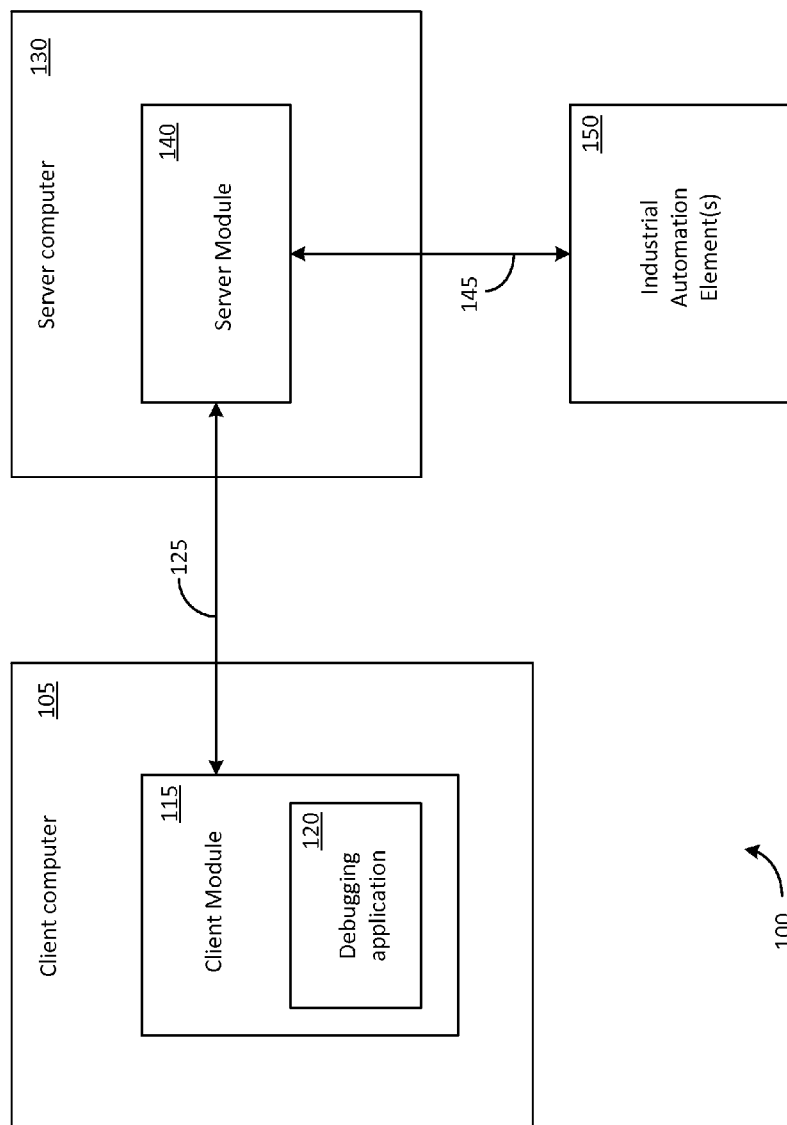 Client computer
105
Client Module
115
Debugging
application
120
125
Server computer
130
Server Module
140
145
Industrial
Automation
Element(s)
150
100